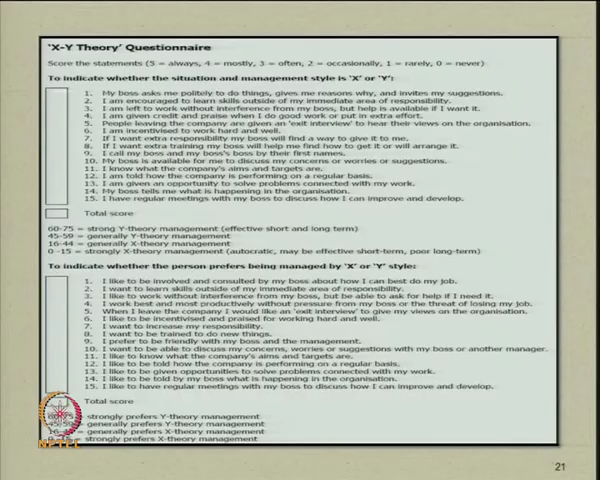 'X-Y Theory' Questionnaire
Score the statements (5 = always, 4 = mostly, 3 = often, 2 = occasionally, 1 = rarely, 0 = never)
To indicate whether the situation and management style is 'X' or 'Y':
1. My boss asks me politely to do things, gives me reasons why, and invites my suggestions.
2. I am encouraged to learn skills outside of my immediate area of responsibility.
3. I am left to work without interference from my boss, but help is available if I want it.
4. I am given credit and praise when I do good work or put in extra effort.
5. People leaving the company are given an 'exit interview' to hear their views on the organisation.
6. I am incentivised to work hard and well.
7. If I want extra responsibility my boss will find a way to give it to me.
8. If I want extra training my boss will help me find how to get it or will arrange it.
9. I call my boss and my boss's boss by their first names.
10. My boss is available for me to discuss my concerns or worries or suggestions.
11. I know what the company's aims and targets are.
12. I am told how the company is performing on a regular basis.
13. I am given an opportunity to solve problems connected with my work.
14. My boss tells me what is happening in the organisation.
15. I have regular meetings with my boss to discuss how I can improve and develop.
Total score
60-75 = strong Y-theory management (effective short and long term)
45-59 = generally Y-theory management
16-44 = generally X-theory management
0 -15 = strongly X-theory management (autocratic, may be effective short-term, poor long-term)
To indicate whether the person prefers being managed by 'X' or 'Y' style:
1. I like to be involved and consulted by my boss about how I can best do my job.
2. I want to learn skills outside of my immediate area of responsibility.
3. I like to work without interference from my boss, but be able to ask for help if I need it.
4. I work best and most productively without pressure from my boss or the threat of losing my job.
5. When I leave the company I would like an 'exit interview' to give my views on the organisation.
6. I like to be incentivised and praised for working hard and well.
7. I want to increase my responsibility.
8. I want to be trained to do new things.
9. I prefer to be friendly with my boss and the management.
10. I want to be able to discuss my concerns, worries or suggestions with my boss or another manager.
11. I like to know what the company's aims and targets are.
12. I like to be told how the company is performing on a regular basis.
13. I like to be given opportunities to solve problems connected with my work.
14. I like to be told by my boss what is happening in the organisation.
15. I like to have regular meetings with my boss to discuss how I can improve and develop.
Total score
= strongly prefers Y-theory management
= generally prefers Y-theory management
= generally prefers X-theory management
strongly prefers X-theory management
NPTEL
21